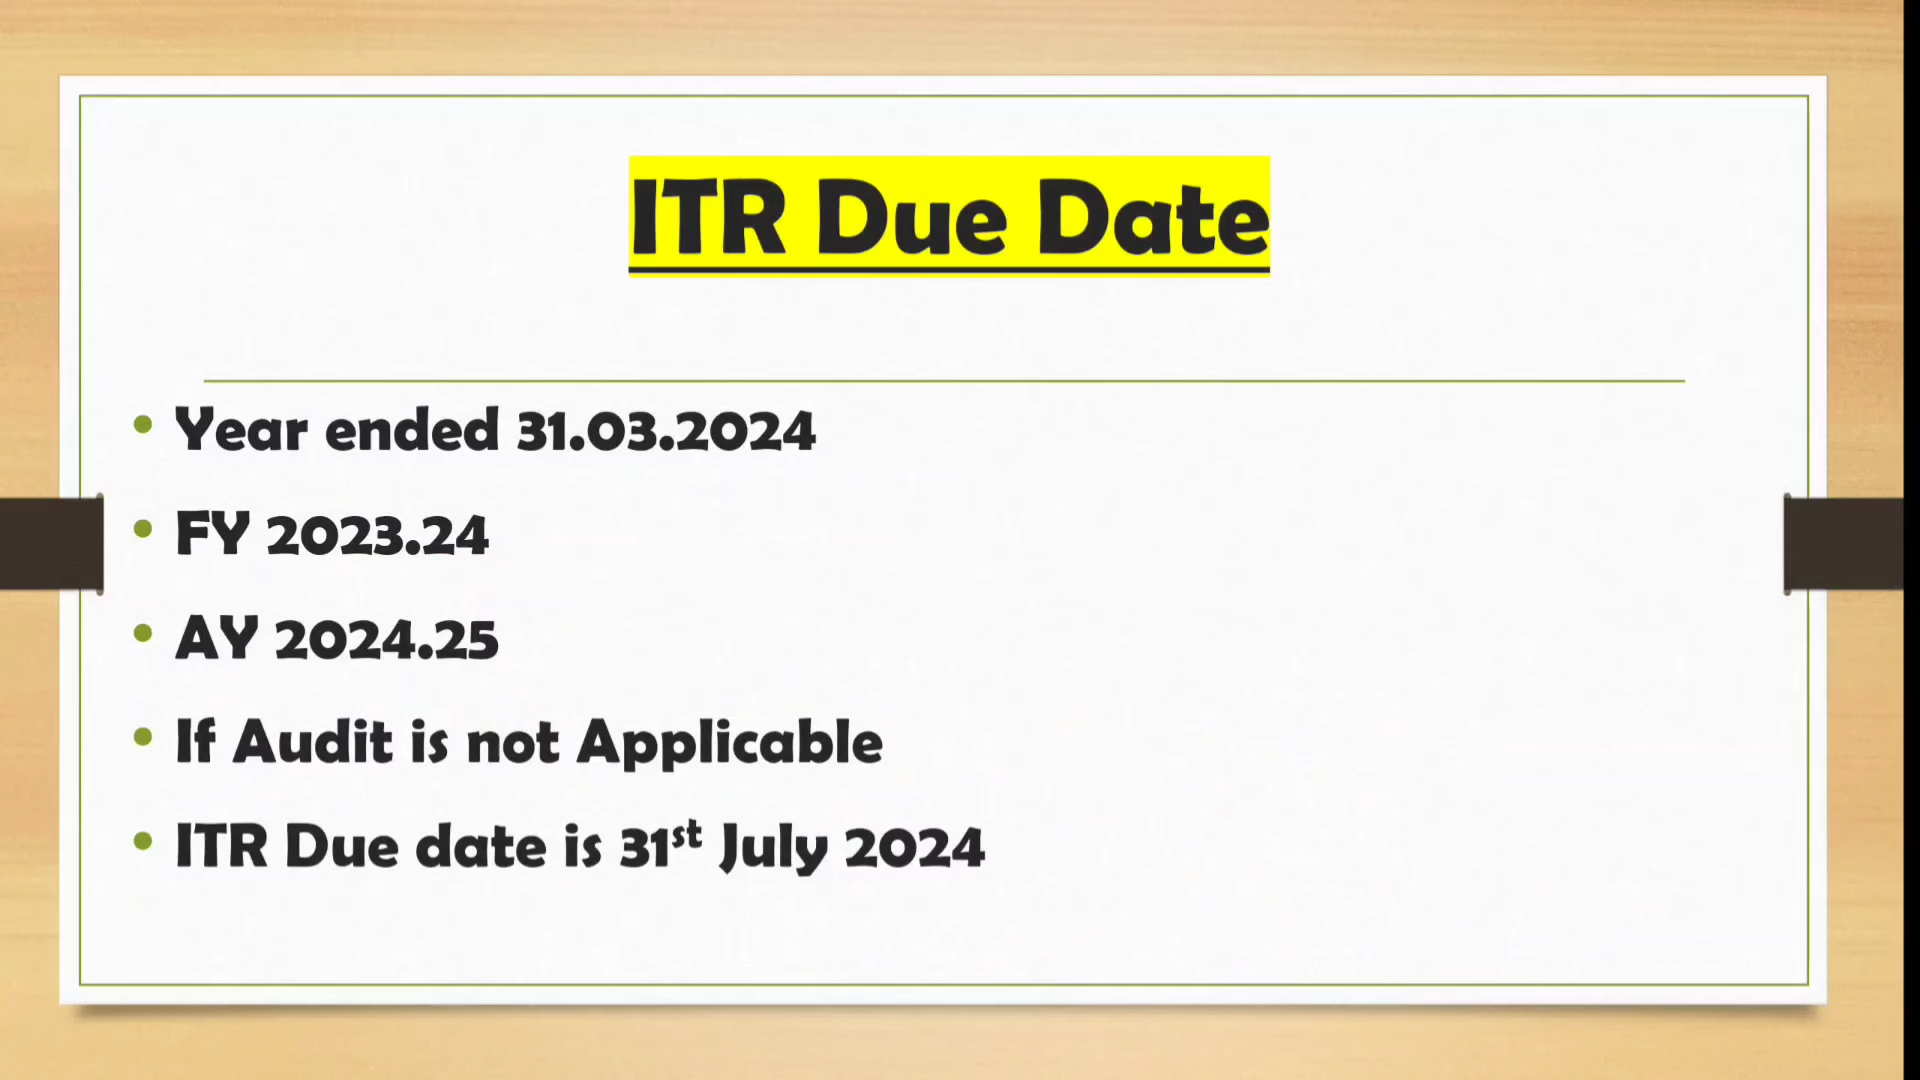 ITR Due Date
• Year ended 31.03.2024
• FY 2023.24
• AY 2024.25
• If Audit is not Applicable
• ITR Due date is 31st July 2024